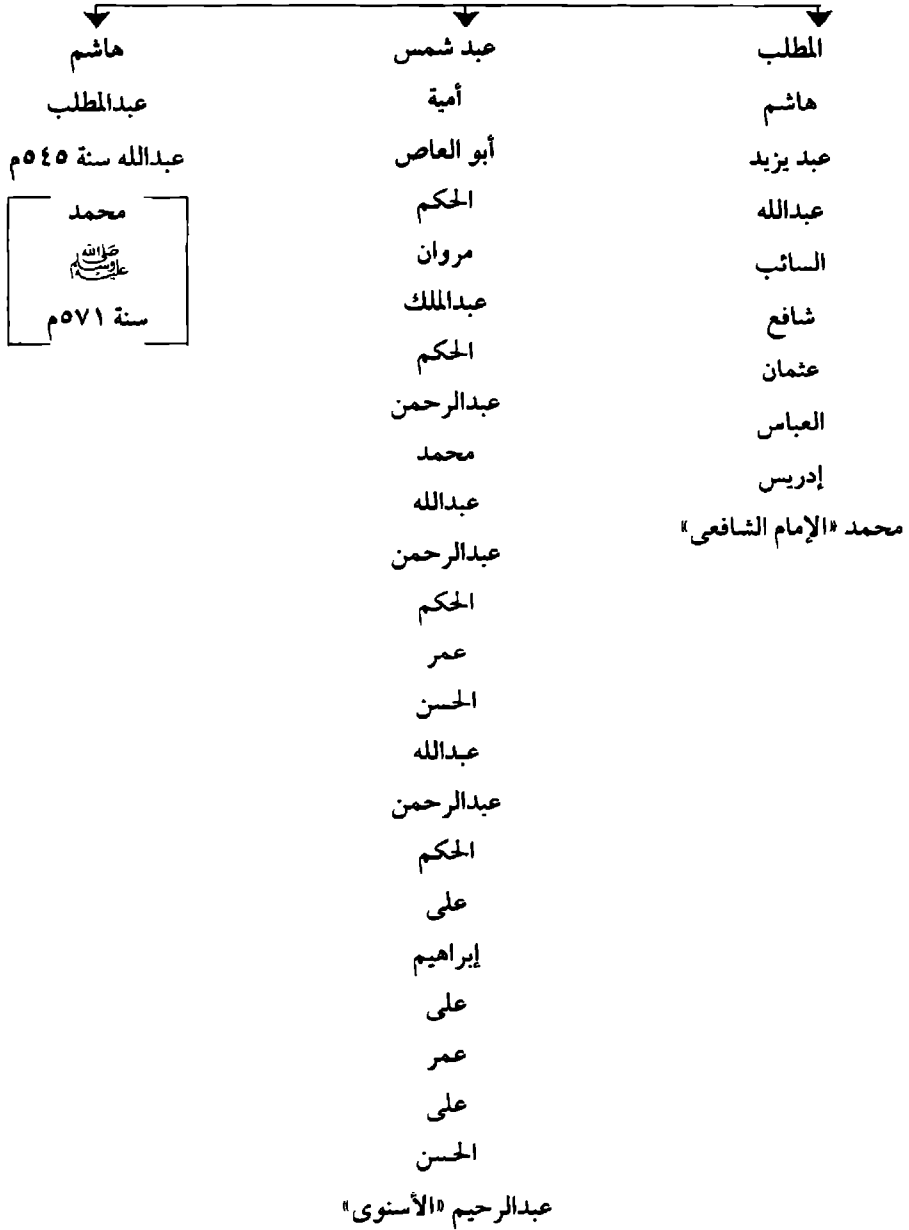 المطلب
هاشم
عبد يزيد
عبدالله
السائب
شافع
عثمان
العباس
إدريس
محمد «الإمام الشافعى»
عبد شمس
أمية
أبو العاص
الحكم
مروان
عبدالملك
الحكم
عبدالرحمن
محمد
عبدالله
عبدالرحمن
الحكم
عمر
الحسن
عبدالله
عبدالرحمن
الحكم
على
إبراهيم
على
عمر
على
الحسن
عبدالرحيم «الأسنوى»
هاشم
عبدالمطلب
عبدالله سنة ٥٤٥م
محمد
ﷺ
سنة ٥٧١م